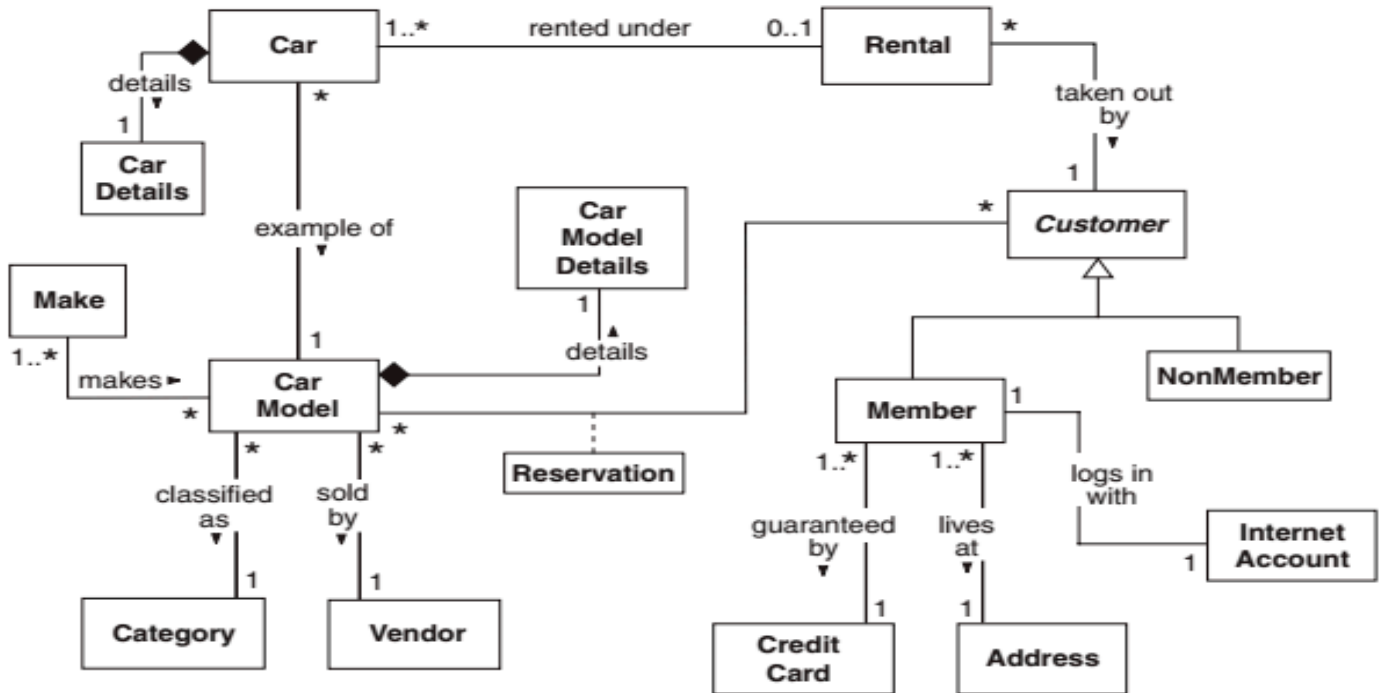 Car
1..*
rented under
0..1
Rental
*
details
▼
1
Car
Details
*
taken out
by
▼
1
Car
Model
Details
1
*
Customer
example of
▼
Make
1..*
makes ►
*
1
Car
Model
details
▲
*
Reservation
NonMember
Member
1
*
classified
as
▼
1
*
sold
by
▼
1
1..*
guaranteed
by
▼
1
1..*
lives
at
▼
1
logs in
with
1
Internet
Account
Category
Vendor
Credit
Card
Address